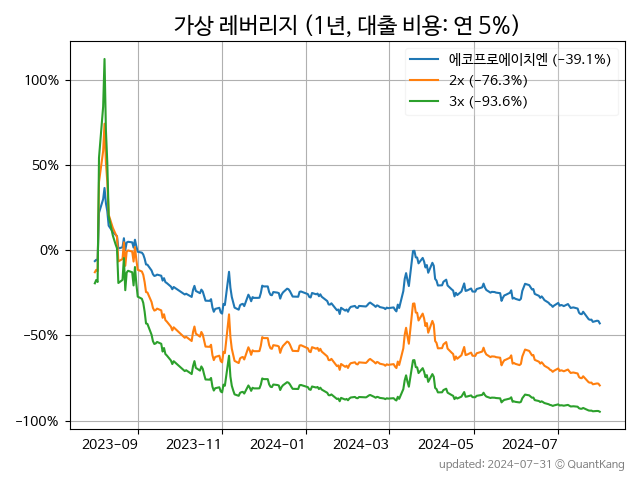 가상 레버리지 (1년, 대출 비용: 연 5%)
에코프로에이치엔 (−39.1%)
2x (−76.3%)
3x (−93.6%)
100%
50%
0%
−50%
−100%
2023-09 2023-11 2024-01 2024-03 2024-05 2024-07
updated: 2024-07-31 © QuantKang